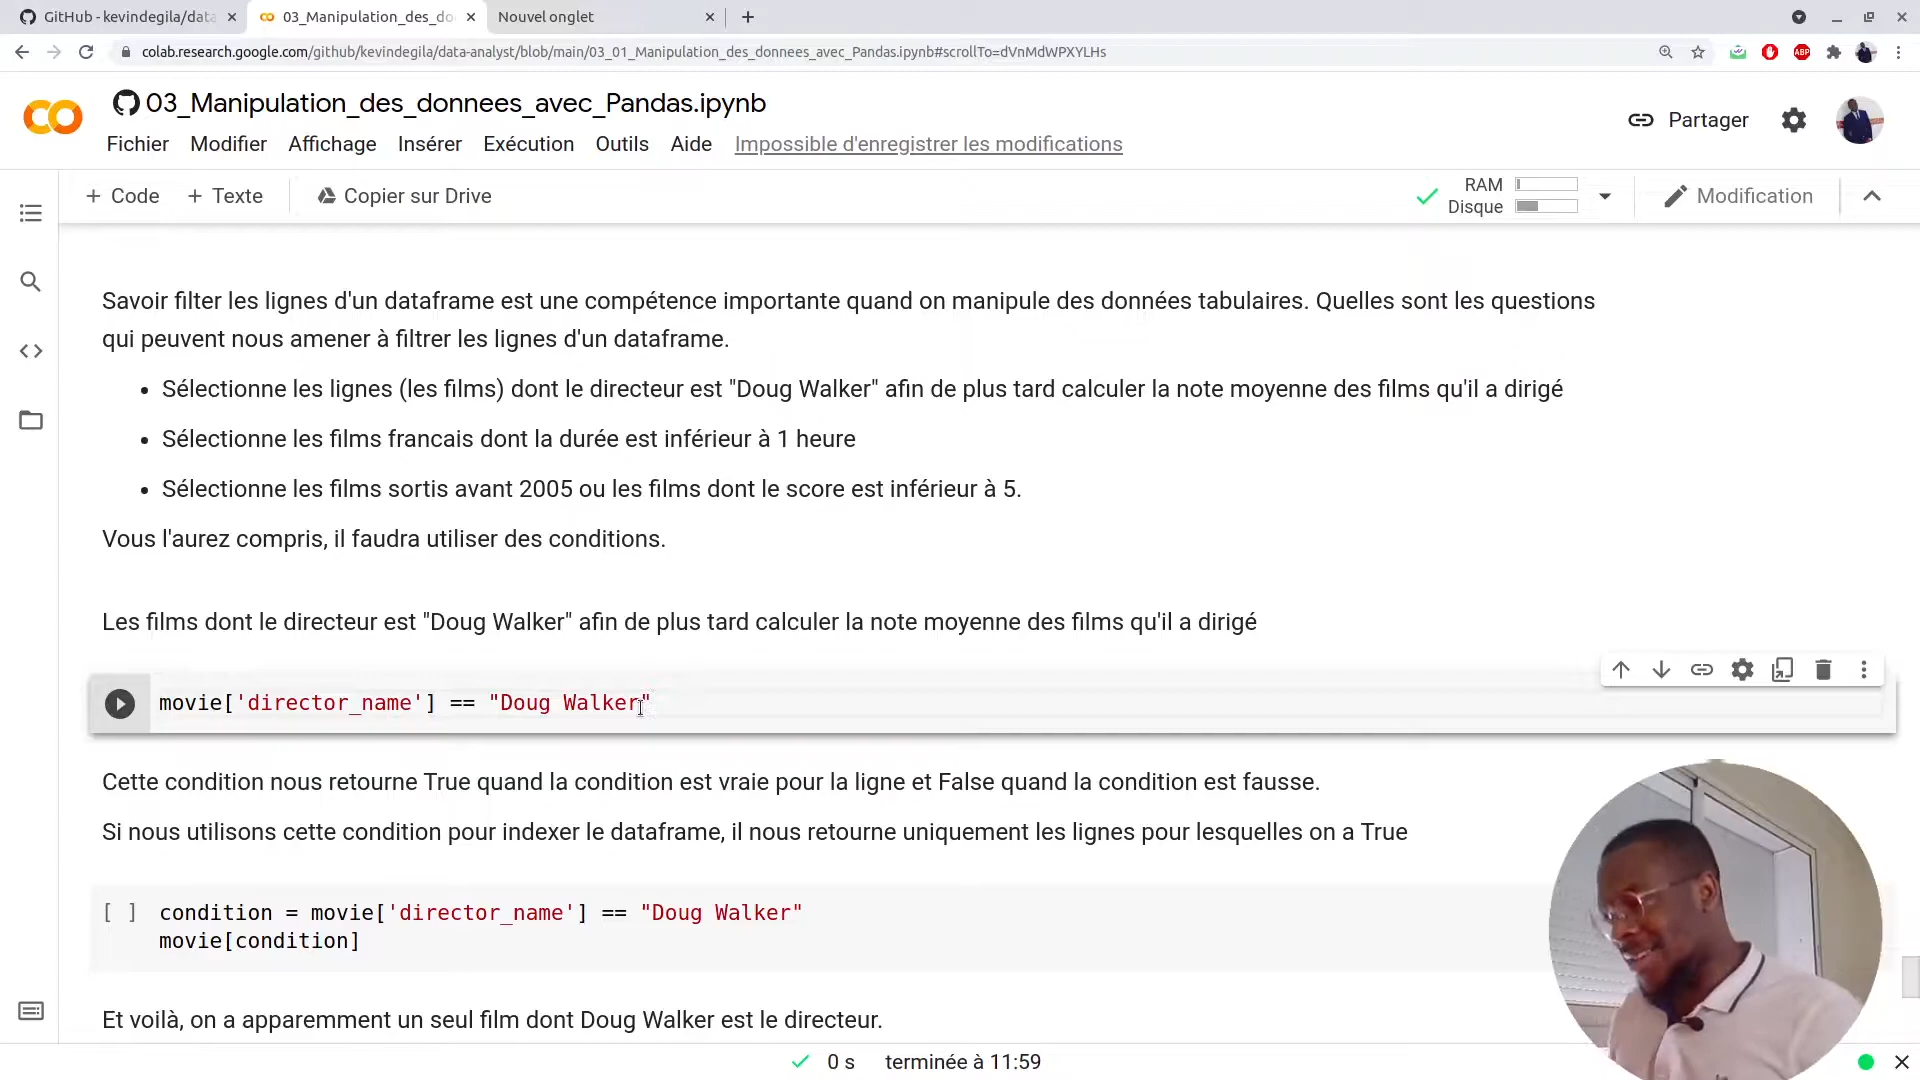 GitHub - kevindegila/data
03_Manipulation_des_do
Nouvel onglet
colab.research.google.com/github/kevindegila/data-analyst/blob/main/03_01_Manipulation_des_donnees_avec_Pandas.ipynb#scrollTo=dVnMdWPXYLHs
ABP
03_Manipulation_des_donnees_avec_Pandas.ipynb
Partager
Fichier Modifier Affichage Insérer Exécution Outils Aide Impossible d'enregistrer les modifications
+ Code + Texte Copier sur Drive
RAM
Disque
Modification
Savoir filter les lignes d'un dataframe est une compétence importante quand on manipule des données tabulaires. Quelles sont les questions
qui peuvent nous amener à filtrer les lignes d'un dataframe.
• Sélectionne les lignes (les films) dont le directeur est "Doug Walker" afin de plus tard calculer la note moyenne des films qu'il a dirigé
• Sélectionne les films francais dont la durée est inférieur à 1 heure
• Sélectionne les films sortis avant 2005 ou les films dont le score est inférieur à 5.
Vous l'aurez compris, il faudra utiliser des conditions.
Les films dont le directeur est "Doug Walker" afin de plus tard calculer la note moyenne des films qu'il a dirigé
movie['director_name'] == "Doug Walker"
Cette condition nous retourne True quand la condition est vraie pour la ligne et False quand la condition est fausse.
Si nous utilisons cette condition pour indexer le dataframe, il nous retourne uniquement les lignes pour lesquelles on a True
[ ] condition = movie['director_name'] == "Doug Walker"
movie[condition]
Et voilà, on a apparemment un seul film dont Doug Walker est le directeur.
0 s terminée à 11:59